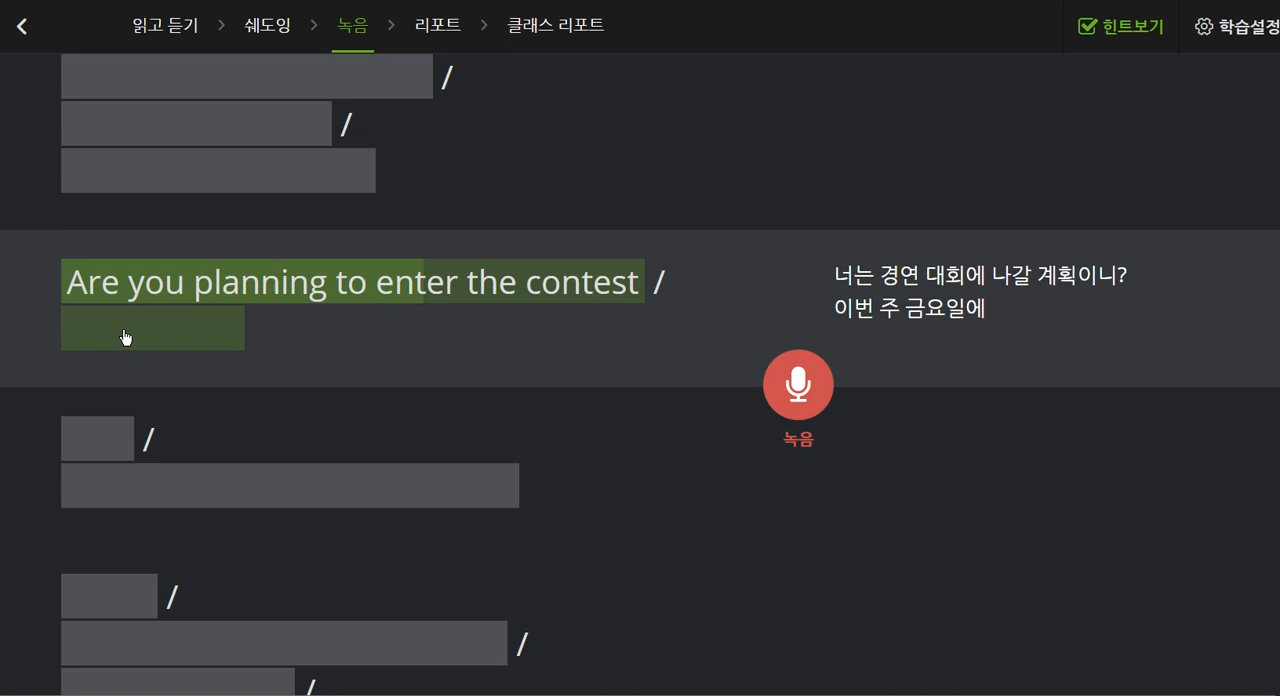 읽고 듣기 > 쉐도잉 > 녹음 > 리포트 > 클래스 리포트 힌트보기 학습설정
/
/
Are you planning to enter the contest / 너는 경연 대회에 나갈 계획이니?
이번 주 금요일에
녹음
/
/
/
/